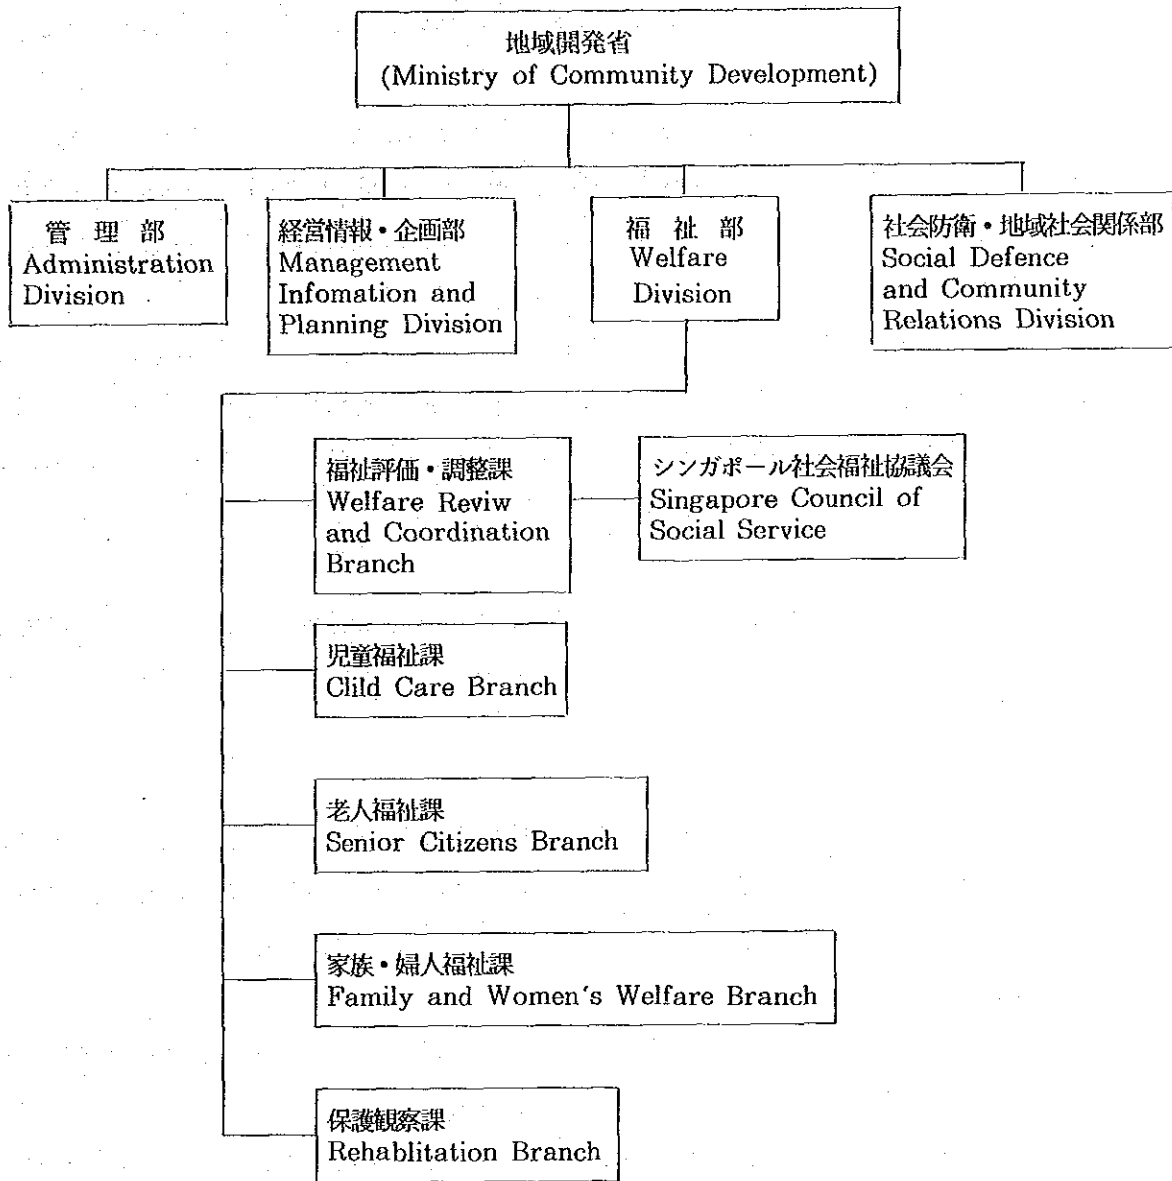 地域開発省
(Ministry of Community Development)
管理部
Administration
Division
経営情報・企画部
Management
Infomation and
Planning Division
福祉部
Welfare
Division
社会防衛・地域社会関係部
Social Defence
and Community
Relations Division
福祉評価・調整課
Welfare Reviw
and Coordination
Branch
シンガポール社会福祉協議会
Singapore Council of
Social Service
児童福祉課
Clild Care Branch
老人福祉課
Senior Citizens Branch
家族・婦人福祉課
Family and Women's Welfare Branch
保護観察課
Rehablitation Branch